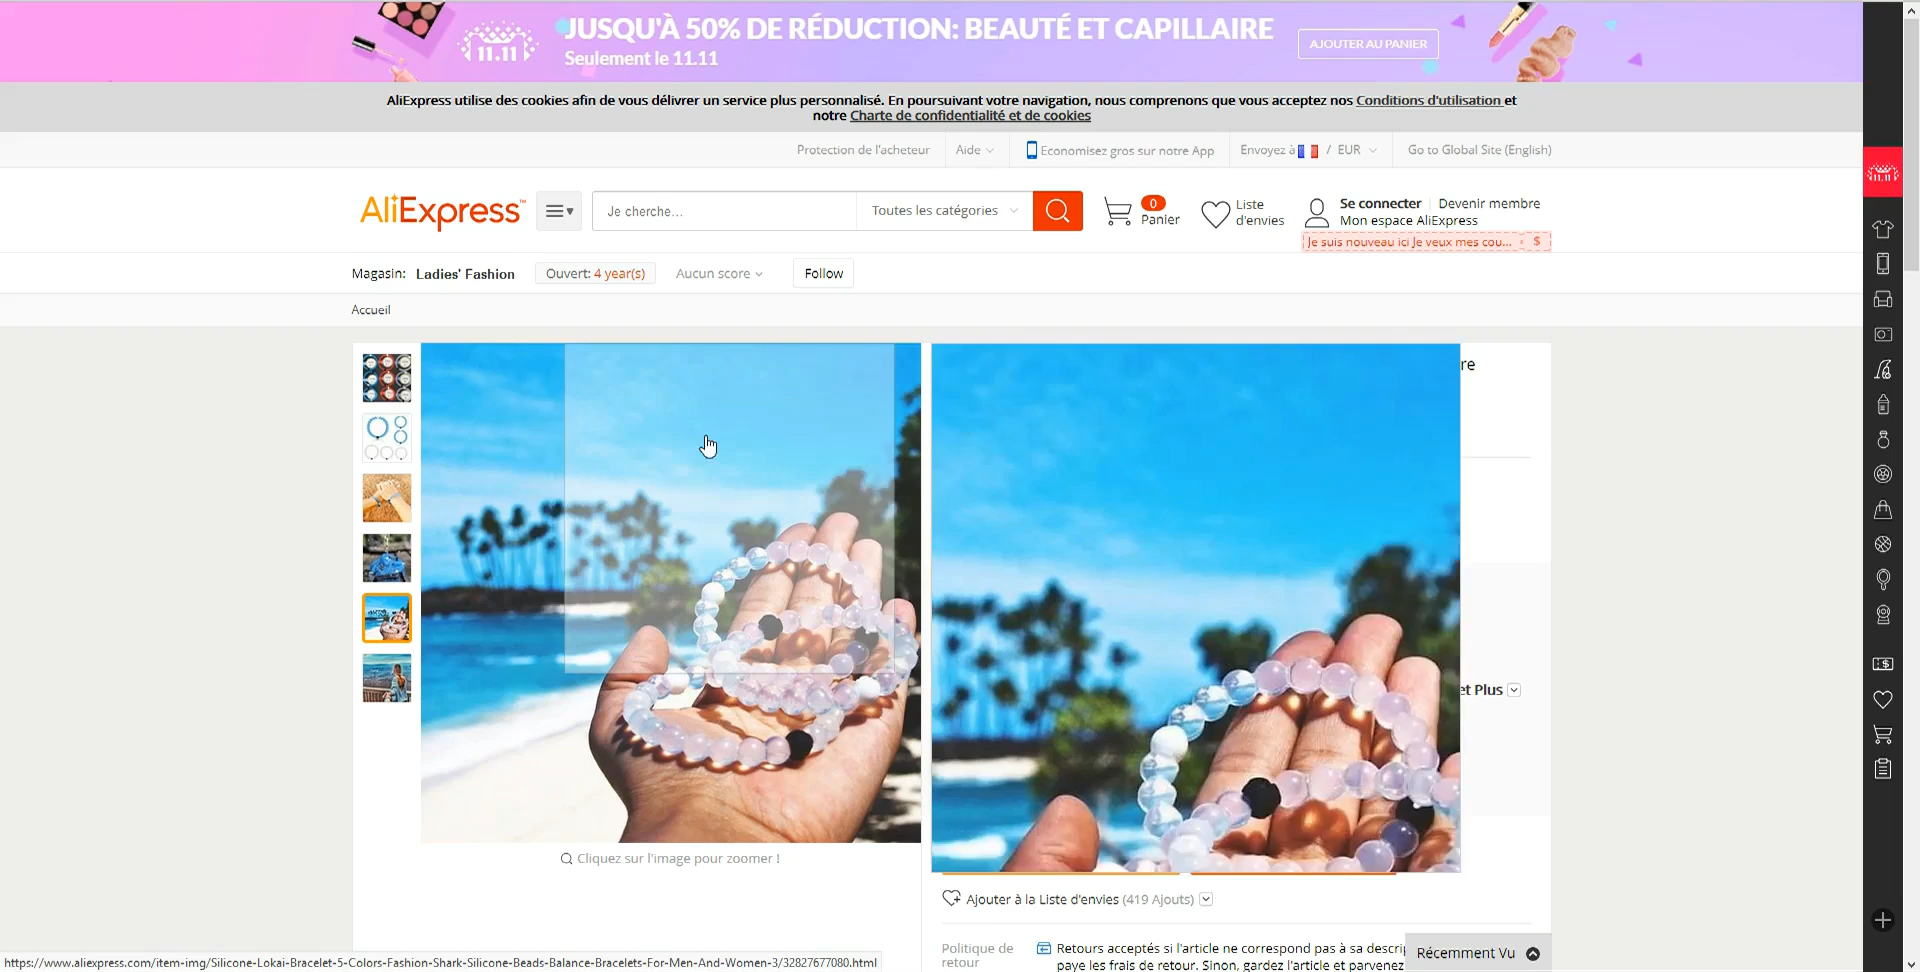 11.11
JUSQU'À 50% DE RÉDUCTION: BEAUTÉ ET CAPILLAIRE
Seulement le 11.11
AJOUTER AU PANIER
AliExpress utilise des cookies afin de vous délivrer un service plus personnalisé. En poursuivant votre navigation, nous comprenons que vous acceptez nos Conditions d'utilisation et
notre Charte de confidentialité et de cookies
Protection de l'acheteur
Aide
Economisez gros sur notre App
Envoyez à / EUR
Go to Global Site (English)
11.11
AliExpress™
Je cherche...
Toutes les catégories
0
Panier
Liste
d'envies
Se connecter
Devenir membre
Mon espace AliExpress
Je suis nouveau ici Je veux mes cou... $
Magasin: Ladies' Fashion
Ouvert: 4 year(s)
Aucun score
Follow
Accueil
re
et Plus
$
Cliquez sur l'image pour zoomer !
Ajouter à la Liste d'envies (419 Ajouts)
Politique de
retour
Retours acceptés si l'article ne correspond pas à sa descrip
paye les frais de retour. Sinon, gardez l'article et parvenez
Récemment Vu
https://www.aliexpress.com/item-img/Silicone-Lokai-Bracelet-5-Colors-Fashion-Shark-Silicone-Beads-Balance-Bracelets-For-Men-And-Women-3/32827677080.html